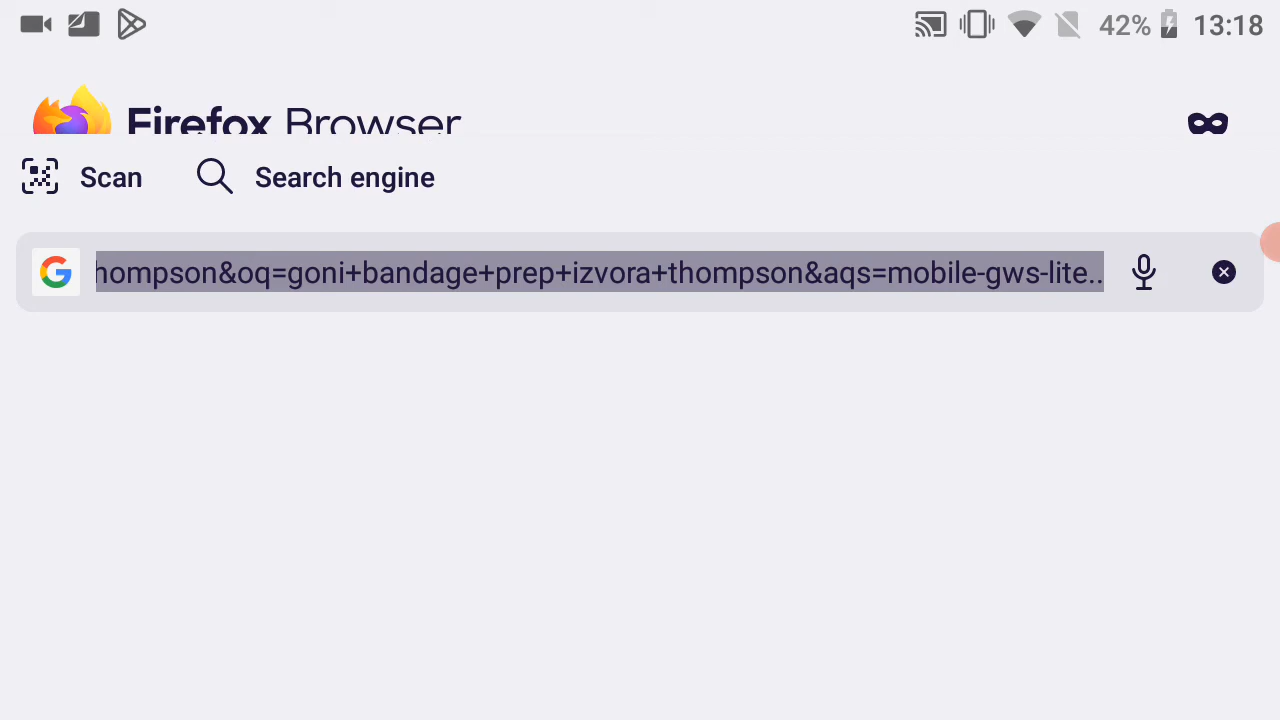 42% 13:18
Firefox Browser
Scan Search engine
hompson&oq=goni+bandage+prep+izvora+thompson&aqs=mobile-gws-lite..